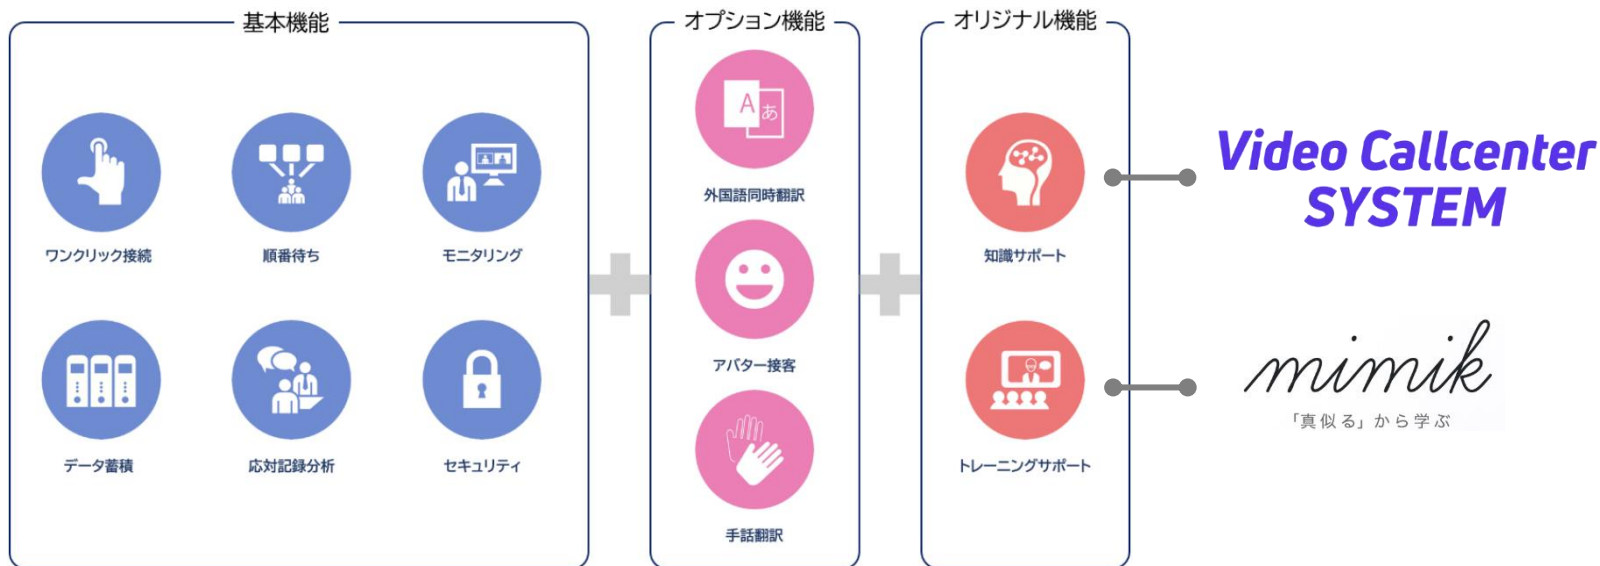 基本機能
ワンクリック接続
順番待ち
モニタリング
データ蓄積
応対記録分析
セキュリティ
オプション機能
A あ
外国語同時翻訳
アバター接客
手話翻訳
オリジナル機能
知識サポート
トレーニングサポート
Video Callcenter
SYSTEM
mimik
「真似る」から学ぶ